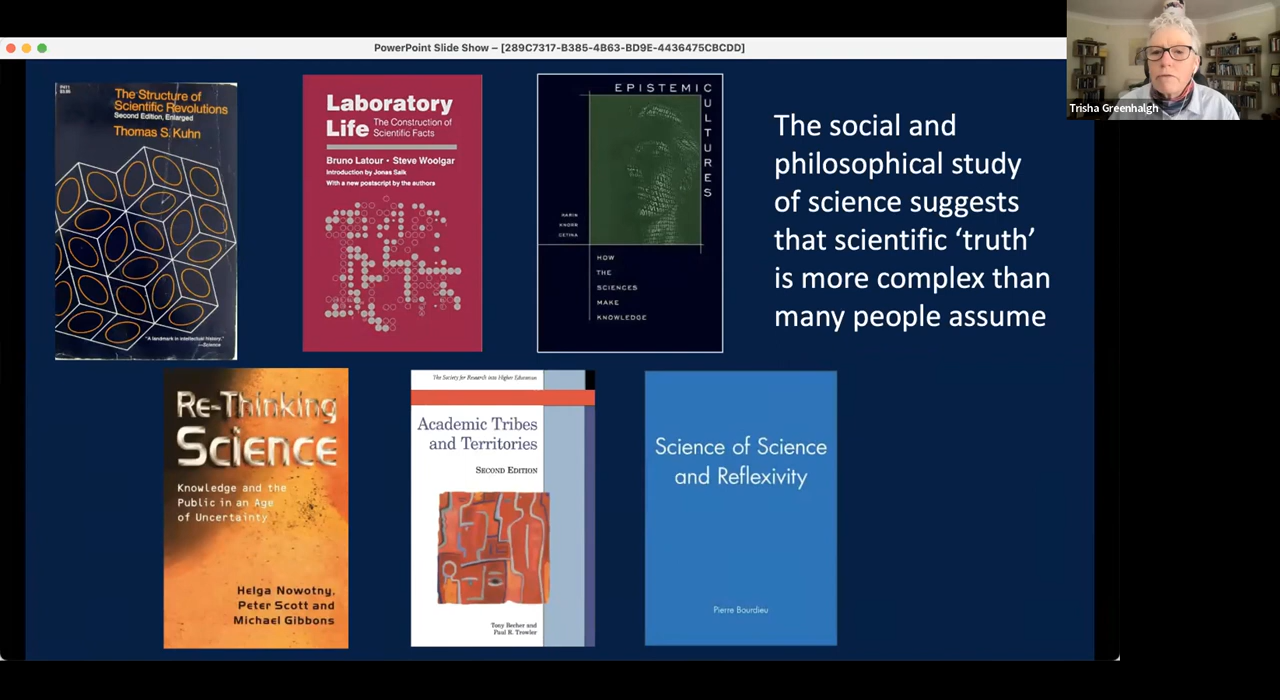 PowerPoint Slide Show – [289C7317-B385-4B63-BD9E-4436475CBCDD]
Trisha Greenhalgh
The Structure of
Scientific Revolutions
Second Edition, Enlarged
Thomas S. Kuhn
"A landmark in intellectual history."
—Science
Laboratory
Life
The Construction of
Scientific Facts
Bruno Latour • Steve Woolgar
Introduction by Jonas Salk
With a new postscript by the authors
EPISTEMIC
CULTURES
KARIN
KNORR
CETINA
HOW
THE
SCIENCES
MAKE
KNOWLEDGE
The social and
philosophical study
of science suggests
that scientific ‘truth’
is more complex than
many people assume
Re-Thinking
Science
Knowledge and the
Public in an Age
of Uncertainty
Helga Nowotny,
Peter Scott and
Michael Gibbons
The Society for Research into Higher Education
Academic Tribes
and Territories
Second Edition
Tony Becher and
Paul R. Trowler
Science of Science
and Reflexivity
Pierre Bourdieu